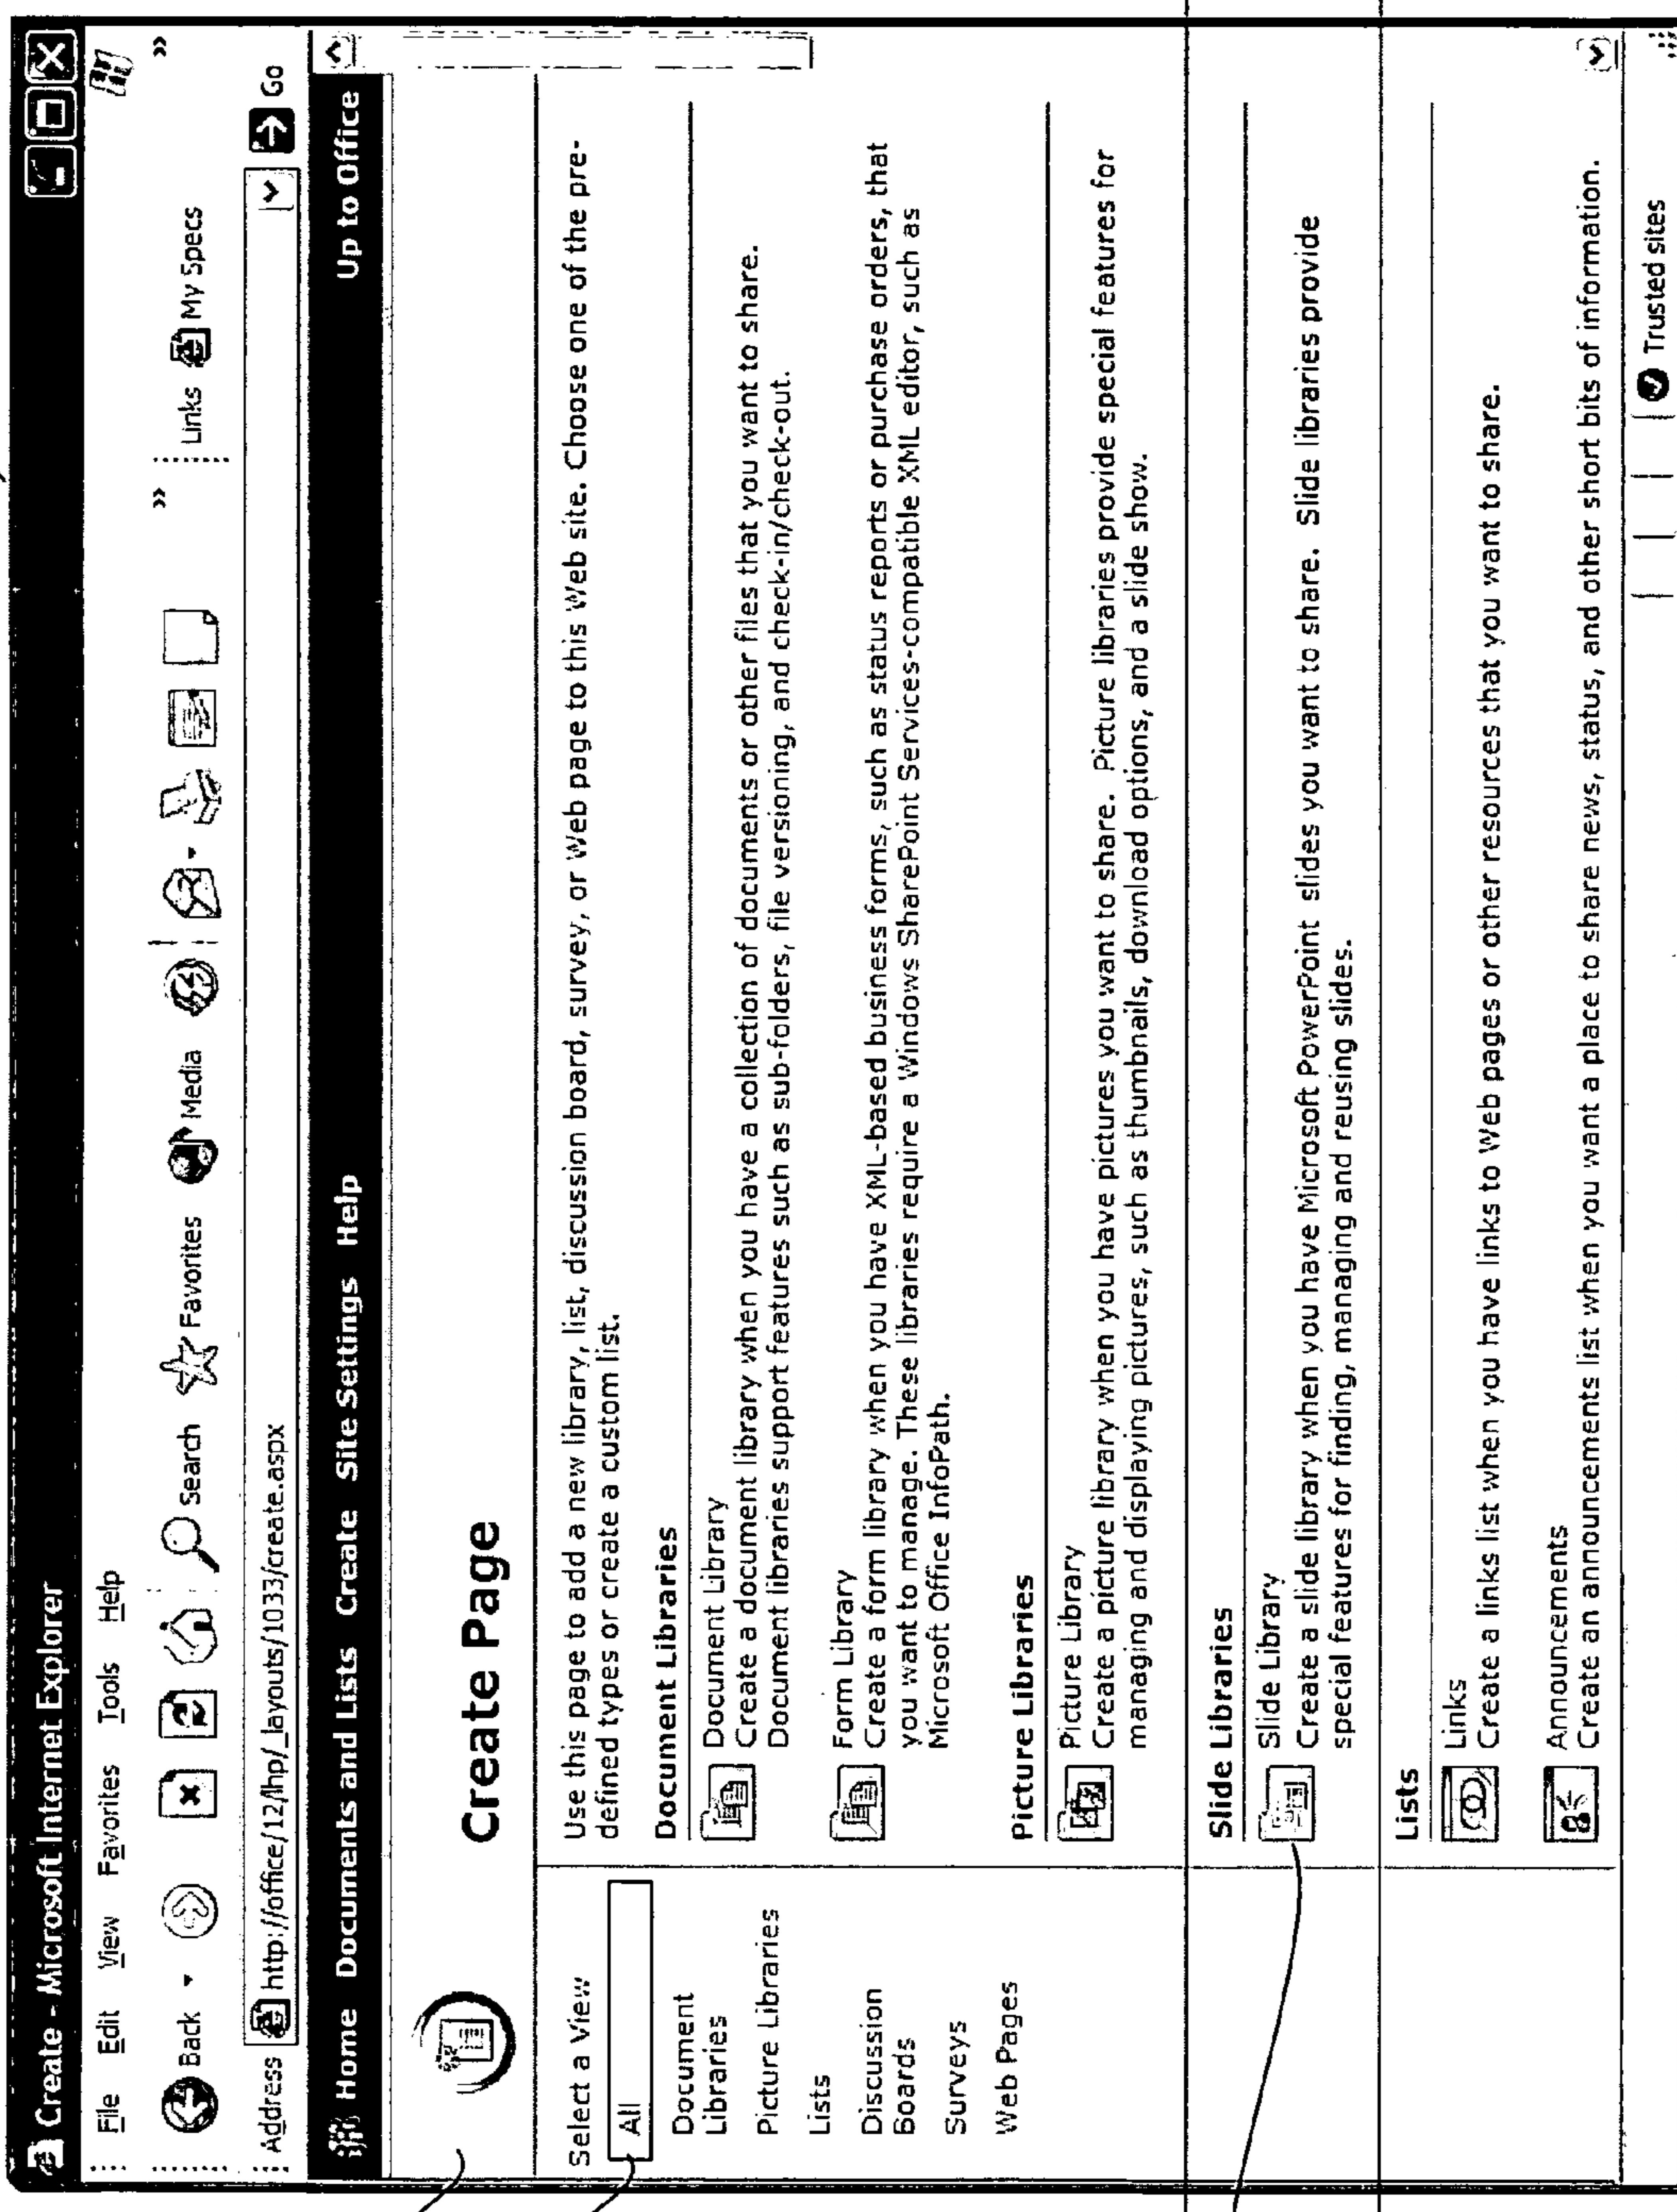 Create - Microsoft Internet Explorer
File Edit View Favorites Tools Help
Back Search Favorites Media » Links My Specs »
Address http://office/12/lhp/_layouts/1033/create.aspx Go
Home Documents and Lists Create Site Settings Help Up to Office
Create Page
Select a View
All
Document
Libraries
Picture Libraries
Lists
Discussion
Boards
Surveys
Web Pages
Use this page to add a new library, list, discussion board, survey, or Web page to this Web site. Choose one of the pre-
defined types or create a custom list.
Document Libraries
Document Library
Create a document library when you have a collection of documents or other files that you want to share.
Document libraries support features such as sub-folders, file versioning, and check-in/check-out.
Form Library
Create a form library when you have XML-based business forms, such as status reports or purchase orders, that
you want to manage. These libraries require a Windows SharePoint Services-compatible XML editor, such as
Microsoft Office InfoPath.
Picture Libraries
Picture Library
Create a picture library when you have pictures you want to share. Picture libraries provide special features for
managing and displaying pictures, such as thumbnails, download options, and a slide show.
Slide Libraries
Slide Library
Create a slide library when you have Microsoft PowerPoint slides you want to share. Slide libraries provide
special features for finding, managing and reusing slides.
Lists
Links
Create a links list when you have links to Web pages or other resources that you want to share.
Announcements
Create an announcements list when you want a place to share news, status, and other short bits of information.
Trusted sites